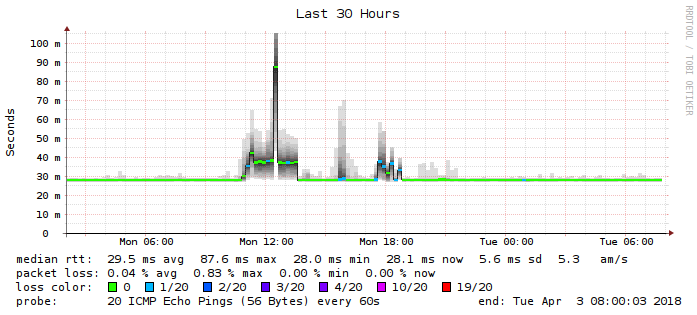 Last 30 Hours
RRDTOOL / TOBI OETIKER
Seconds
100 m
90 m
80 m
70 m
60 m
50 m
40 m
30 m
20 m
10 m
0
Mon 06:00 Mon 12:00 Mon 18:00 Tue 00:00 Tue 06:00
median rtt: 29.5 ms avg 87.6 ms max 28.0 ms min 28.1 ms now 5.6 ms sd 5.3 am/s
packet loss: 0.04 % avg 0.83 % max 0.00 % min 0.00 % now
loss color: 0 1/20 2/20 3/20 4/20 10/20 19/20
probe: 20 ICMP Echo Pings (56 Bytes) every 60s end: Tue Apr 3 08:00:03 2018